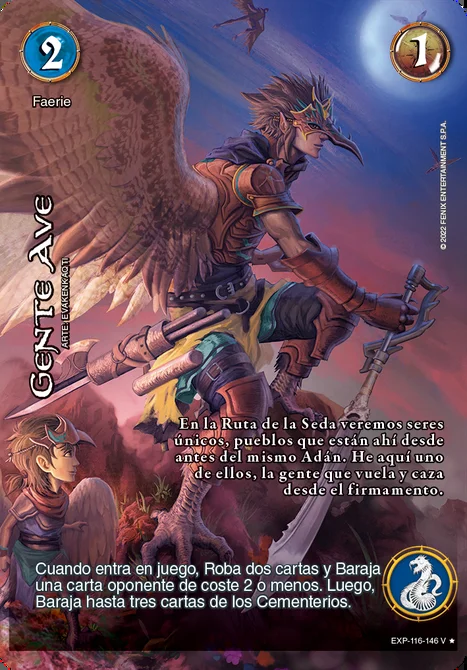 2
1
Faerie
© 2022 FENIX ENTERTAINMENT S.P.A.
Gente Ave
ARTE: EVAKENKAOTI
En la Ruta de la Seda veremos seres
únicos, pueblos que están ahí desde
antes del mismo Adán. He aquí uno
de ellos, la gente que vuela y caza
desde el firmamento.
Cuando entra en juego, Roba dos cartas y Baraja
una carta oponente de coste 2 o menos. Luego,
Baraja hasta tres cartas de los Cementerios.
EXP-116-146 V ★